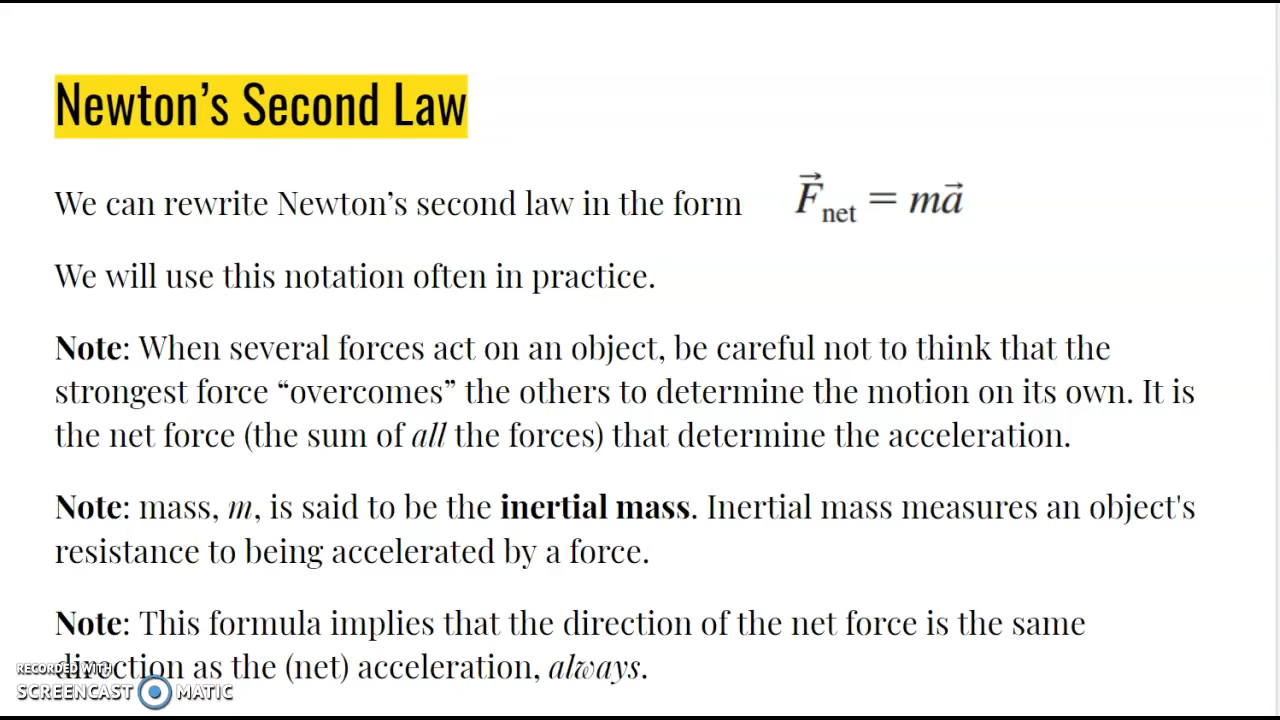 Newton’s Second Law
We can rewrite Newton’s second law in the form F⃗net = ma⃗
We will use this notation often in practice.
Note: When several forces act on an object, be careful not to think that the
strongest force “overcomes” the others to determine the motion on its own. It is
the net force (the sum of all the forces) that determine the acceleration.
Note: mass, m, is said to be the inertial mass. Inertial mass measures an object's
resistance to being accelerated by a force.
Note: This formula implies that the direction of the net force is the same
direction as the (net) acceleration, always.
RECORDED WITH
SCREENCAST MATIC